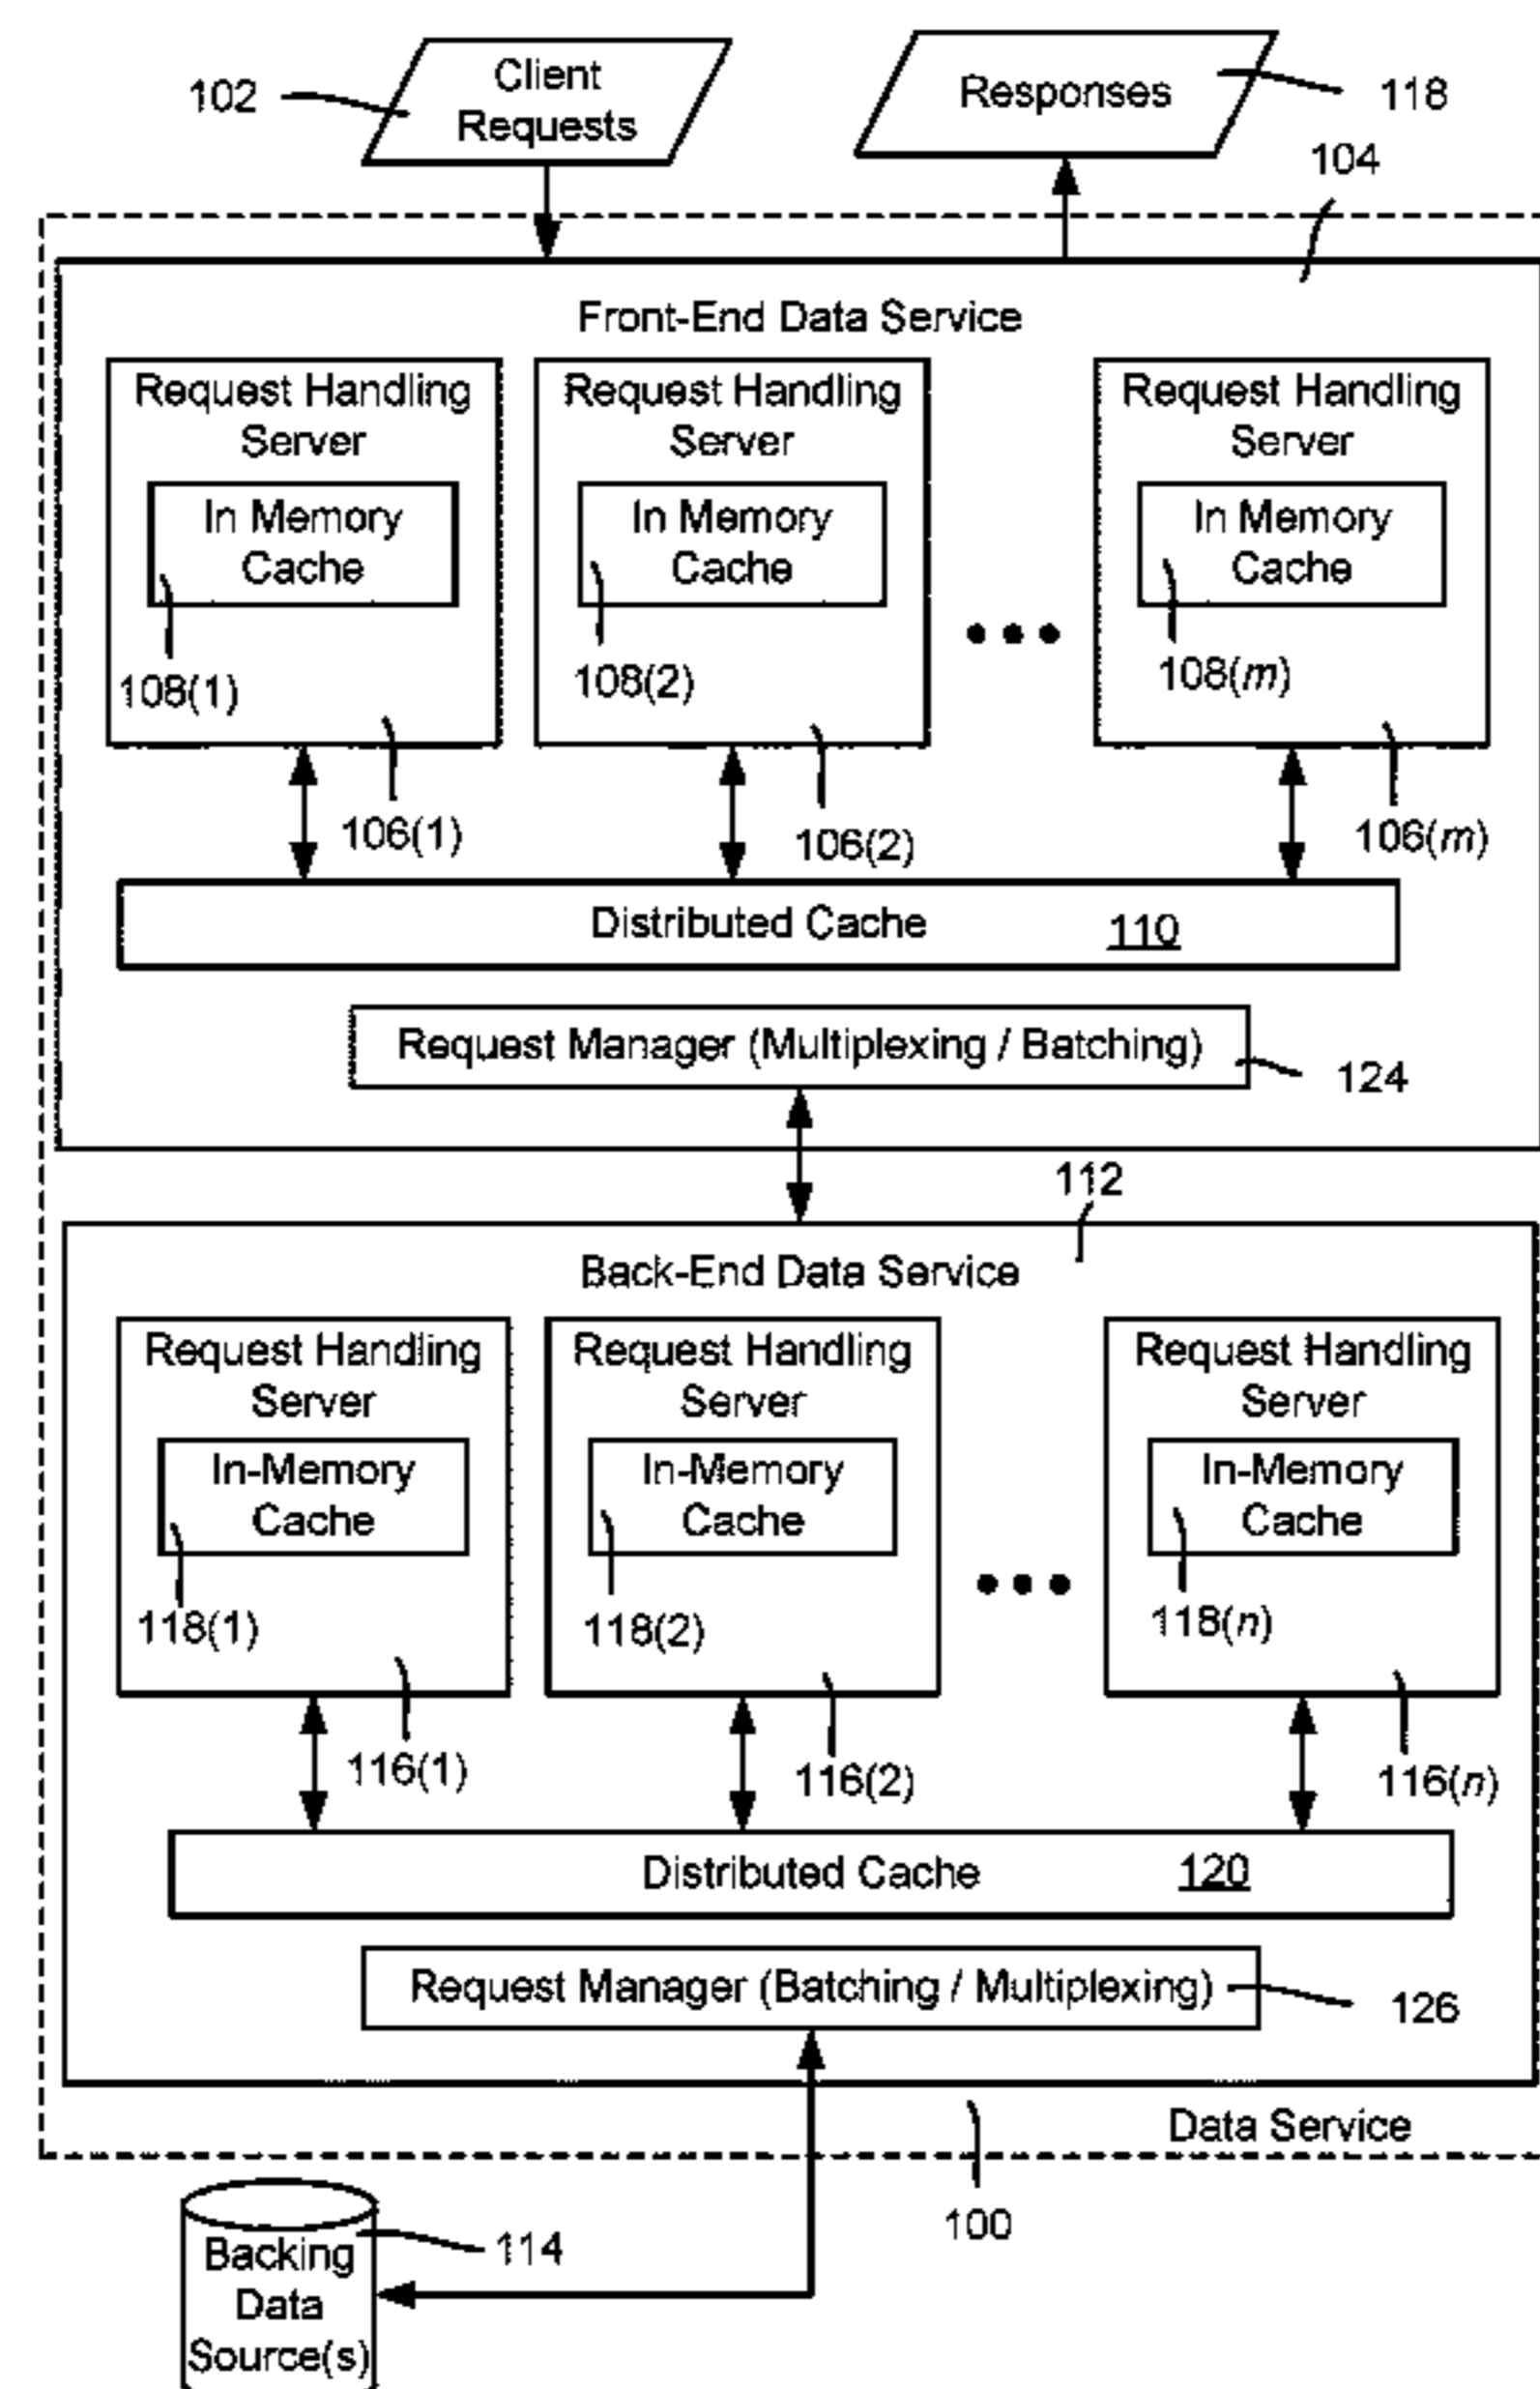 Client
Requests
102
Responses
118
104
Front-End Data Service
Request Handling
Server
In Memory
Cache
108(1)
106(1)
Request Handling
Server
In Memory
Cache
108(2)
106(2)
Request Handling
Server
In Memory
Cache
108(m)
106(m)
Distributed Cache 110
Request Manager (Multiplexing / Batching)
124
112
Back-End Data Service
Request Handling
Server
In-Memory
Cache
118(1)
116(1)
Request Handling
Server
In-Memory
Cache
118(2)
116(2)
Request Handling
Server
In-Memory
Cache
118(n)
116(n)
Distributed Cache 120
Request Manager (Batching / Multiplexing)
126
Data Service
100
Backing
Data
Source(s)
114